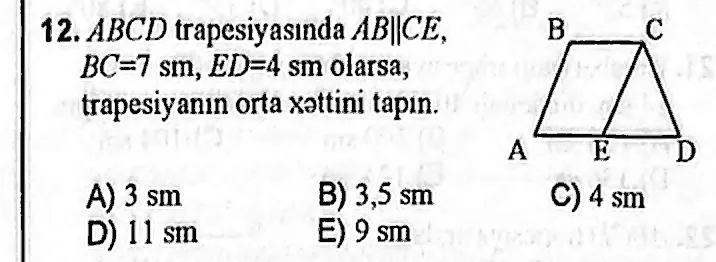 12. ABCD trapesiyasında AB||CE,
BC=7 sm, ED=4 sm olarsa,
trapesiyanın orta xəttini tapın.
B C
A E D
A) 3 sm B) 3,5 sm C) 4 sm
D) 11 sm E) 9 sm